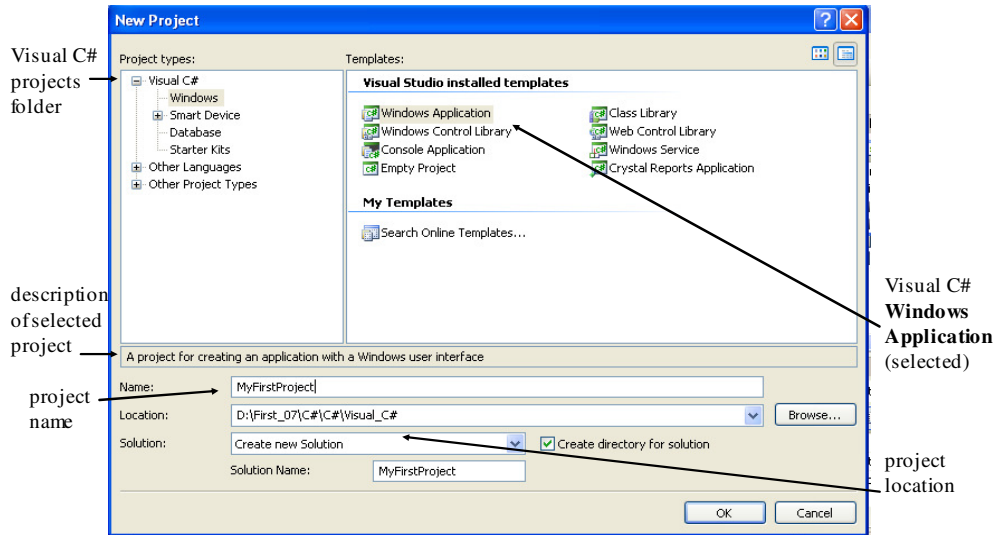 New Project
Visual C#
projects
folder
Project types:
Visual C#
Windows
Smart Device
Database
Starter Kits
Other Languages
Other Project Types
Templates:
Visual Studio installed templates
Windows Application
Windows Control Library
Console Application
Empty Project
Class Library
Web Control Library
Windows Service
Crystal Reports Application
My Templates
Search Online Templates...
Visual C#
Windows
Application
(selected)
description
of selected
project
A project for creating an application with a Windows user interface
project
name
Name:
MyFirstProject
Location:
D:\First_07\C#\C#\Visual_C#
Browse...
Solution:
Create new Solution
Create directory for solution
Solution Name:
MyFirstProject
project
location
OK
Cancel